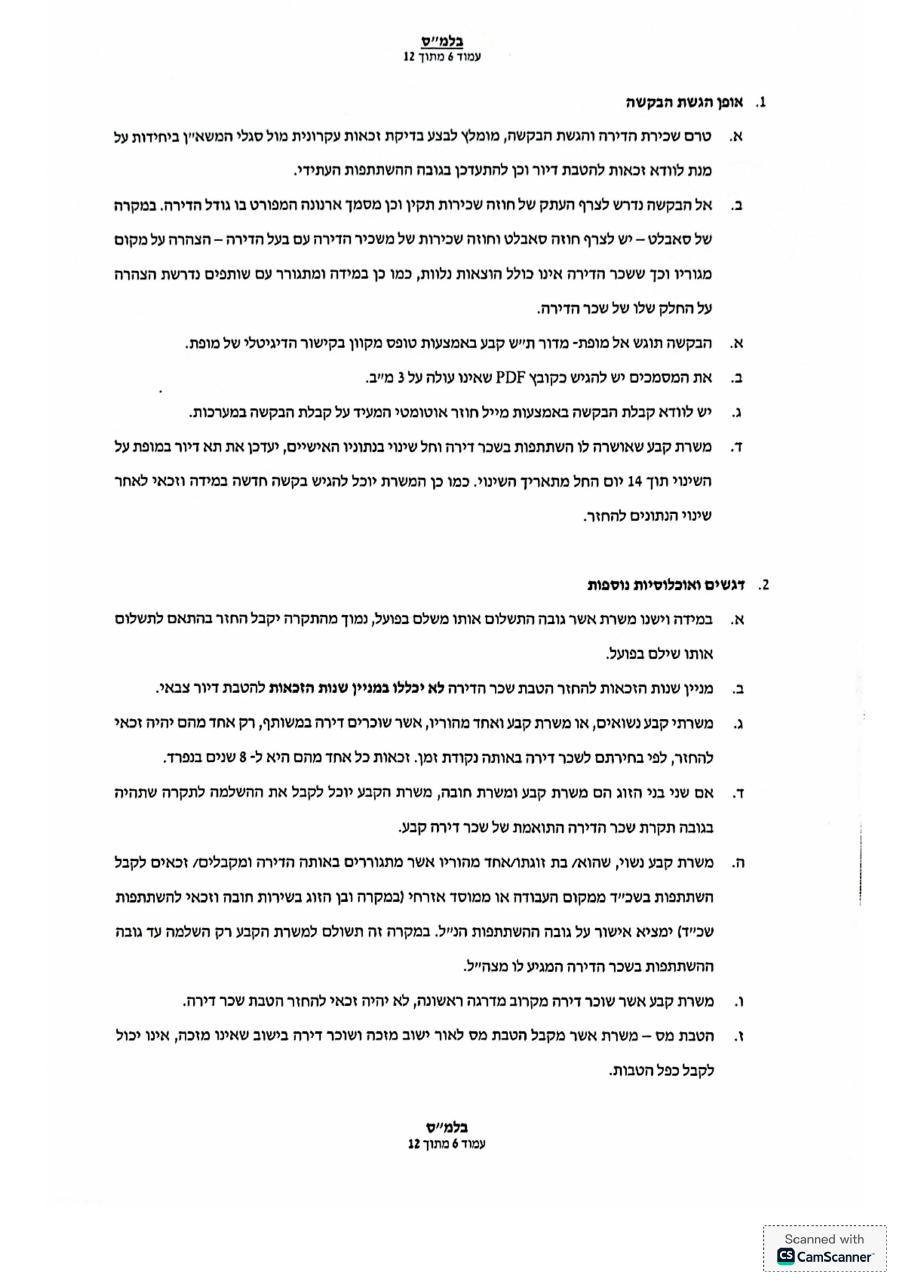 בלמ״ס
עמוד 6 מתוך 12
1. אופן הגשת הבקשה
א. טרם שכירת הדירה והגשת הבקשה, מומלץ לבצע בדיקת זכאות עקרונית מול סגלי המשא״ן ביחידות על
מנת לוודא זכאות להטבת דיור וכן להתעדכן בגובה ההשתתפות העתידי.
ב. אל הבקשה נדרש לצרף העתק של חוזה שכירות תקין וכן מסמך ארנונה המפורט בו גודל הדירה. במקרה
של סאבלט – יש לצרף חוזה סאבלט וחוזה שכירות של משכיר הדירה עם בעל הדירה – הצהרה על מקום
מגוריו וכך ששכר הדירה אינו כולל הוצאות נלוות, כמו כן במידה ומתגורר עם שותפים נדרשת הצהרה
על החלק שלו של שכר הדירה.
א. הבקשה תוגש אל מופת- מדור ת״ש קבע באמצעות טופס מקוון בקישור הדיגיטלי של מופת.
ב. את המסמכים יש להגיש כקובץ PDF שאינו עולה על 3 מ״ב.
ג. יש לוודא קבלת הבקשה באמצעות מייל חוזר אוטומטי המעיד על קבלת הבקשה במערכות.
ד. משרת קבע שאושרה לו השתתפות בשכר דירה וחל שינוי בנתוניו האישיים, יעדכן את תא דיור במופת על
השינוי תוך 14 יום החל מתאריך השינוי. כמו כן המשרת יוכל להגיש בקשה חדשה במידה וזכאי לאחר
שינוי הנתונים להחזר.
2. דגשים ואוכלוסיות נוספות
א. במידה וישנו משרת אשר גובה התשלום אותו משלם בפועל, נמוך מהתקרה יקבל החזר בהתאם לתשלום
אותו שילם בפועל.
ב. מניין שנות הזכאות להחזר הטבת שכר הדירה לא יכללו במניין שנות הזכאות להטבת דיור צבאי.
ג. משרתי קבע נשואים, או משרת קבע ואחד מהוריו, אשר שוכרים דירה במשותף, רק אחד מהם יהיה זכאי
להחזר, לפי בחירתם לשכר דירה באותה נקודת זמן. זכאות כל אחד מהם היא ל- 8 שנים בנפרד.
ד. אם שני בני הזוג הם משרת קבע ומשרת חובה, משרת הקבע יוכל לקבל את ההשלמה לתקרה שתהיה
בגובה תקרת שכר הדירה התואמת של שכר דירה קבע.
ה. משרת קבע נשוי, שהוא/ בת זוגתו/אחד מהוריו אשר מתגוררים באותה הדירה ומקבלים/ זכאים לקבל
השתתפות בשכ״ד ממקום העבודה או ממוסד אזרחי (במקרה ובן הזוג בשירות חובה וזכאי להשתתפות
שכ״ד) ימציא אישור על גובה ההשתתפות הנ״ל. במקרה זה תשולם למשרת הקבע רק השלמה עד גובה
ההשתתפות בשכר הדירה המגיע לו מצה״ל.
ו. משרת קבע אשר שוכר דירה מקרוב מדרגה ראשונה, לא יהיה זכאי להחזר הטבת שכר דירה.
ז. הטבת מס – משרת אשר מקבל הטבת מס לאור ישוב מזכה ושוכר דירה בישוב שאינו מזכה, אינו יכול
לקבל כפל הטבות.
בלמ״ס
עמוד 6 מתוך 12
Scanned with
CS CamScanner